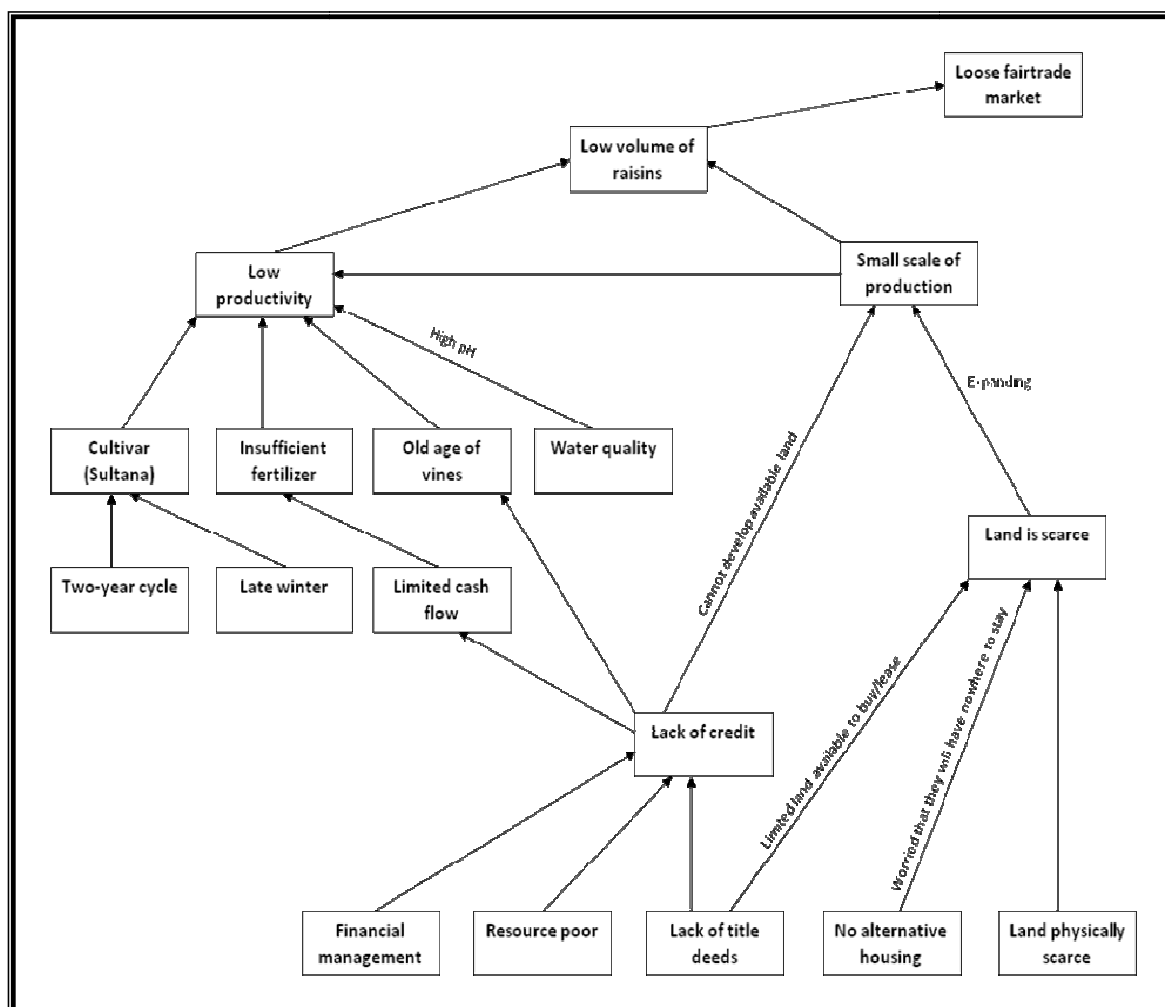 Loose fairtrade
market
Low volume of
raisins
Low
productivity
Small scale of
production
High pH
E
panding
Cultivar
(Sultana)
Insufficient
fertilizer
Old age of
vines
Water quality
Cannot develop available land
Land is scarce
Two-year cycle
Late winter
Limited cash
flow
Limited land available to buy/lease
Worried that they will have nowhere to stay
Lack of credit
Financial
management
Resource poor
Lack of title
deeds
No alternative
housing
Land physically
scarce